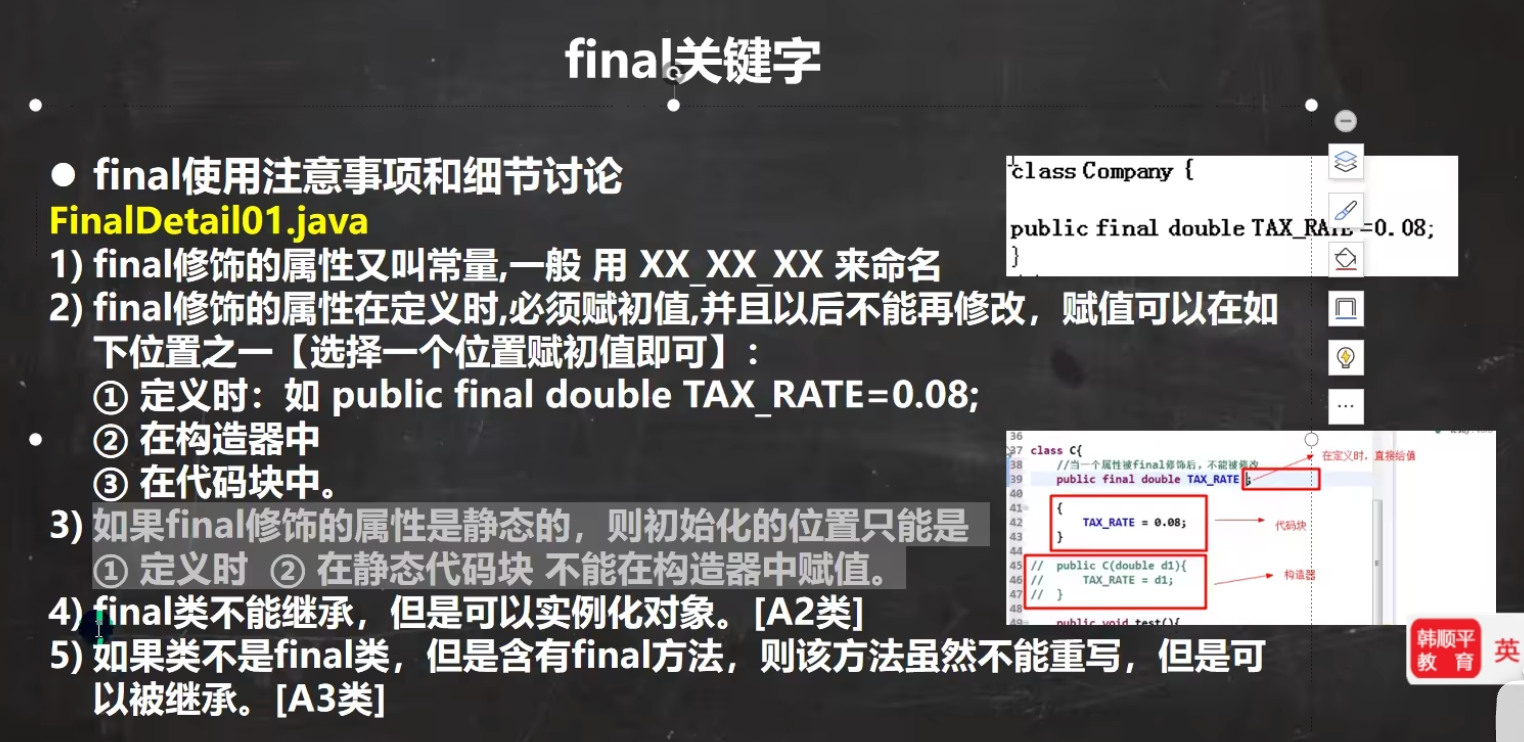 final关键字
● final使用注意事项和细节讨论
FinalDetail01.java
1) final修饰的属性又叫常量,一般 用 XX_XX_XX 来命名
2) final修饰的属性在定义时,必须赋初值,并且以后不能再修改，赋值可以在如
下位置之一【选择一个位置赋初值即可】：
① 定义时：如 public final double TAX_RATE=0.08;
② 在构造器中
③ 在代码块中。
3) 如果final修饰的属性是静态的，则初始化的位置只能是
① 定义时 ② 在静态代码块 不能在构造器中赋值。
4) final类不能继承，但是可以实例化对象。[A2类]
5) 如果类不是final类，但是含有final方法，则该方法虽然不能重写，但是可
以被继承。[A3类]
class Company {
public final double TAX_RATE =0.08;
}
36
37 class C{
38 //当一个属性被final修饰后，不能被修改
39 public final double TAX_RATE ;
在定义时，直接给值
40
41 {
42 TAX_RATE = 0.08;
代码块
43 }
44
45 // public C(double d1){
46 // TAX_RATE = d1;
构造器
47 // }
48
49 public void test(){
韩顺平
教 育
英